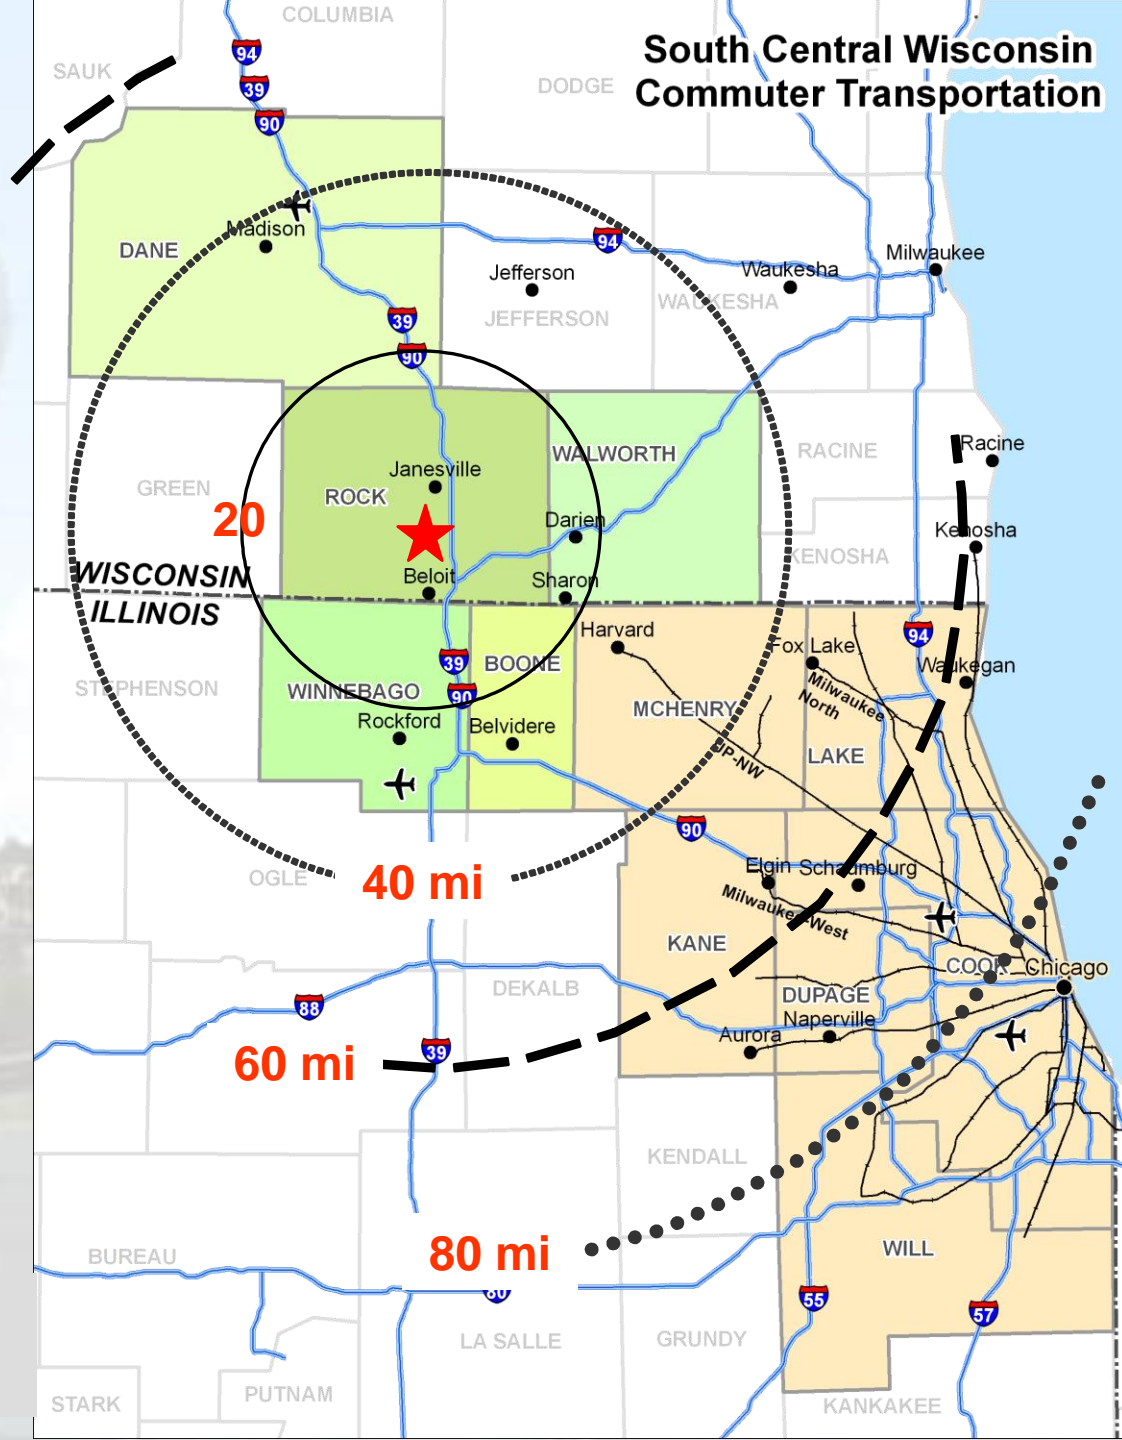 COLUMBIA
South Central Wisconsin
Commuter Transportation
94
SAUK
39
DODGE
90
Madison
DANE
94
Milwaukee
Jefferson
Waukesha
WAUKESHA
39
JEFFERSON
90
Racine
WALWORTH
RACINE
Janesville
GREEN
ROCK
20
Darien
Kenosha
KENOSHA
WISCONSIN
Beloit
Sharon
ILLINOIS
Harvard
94
Fox Lake
39
BOONE
Waukegan
STEPHENSON
WINNEBAGO
90
Milwaukee
North
MCHENRY
Rockford
Belvidere
LAKE
UP-NW
90
Elgin
Schaumburg
OGLE
40 mi
Milwaukee-West
KANE
COOK
Chicago
DEKALB
DUPAGE
88
Naperville
Aurora
39
60 mi
KENDALL
80 mi
BUREAU
WILL
80
55
57
LA SALLE
GRUNDY
PUTNAM
STARK
KANKAKEE